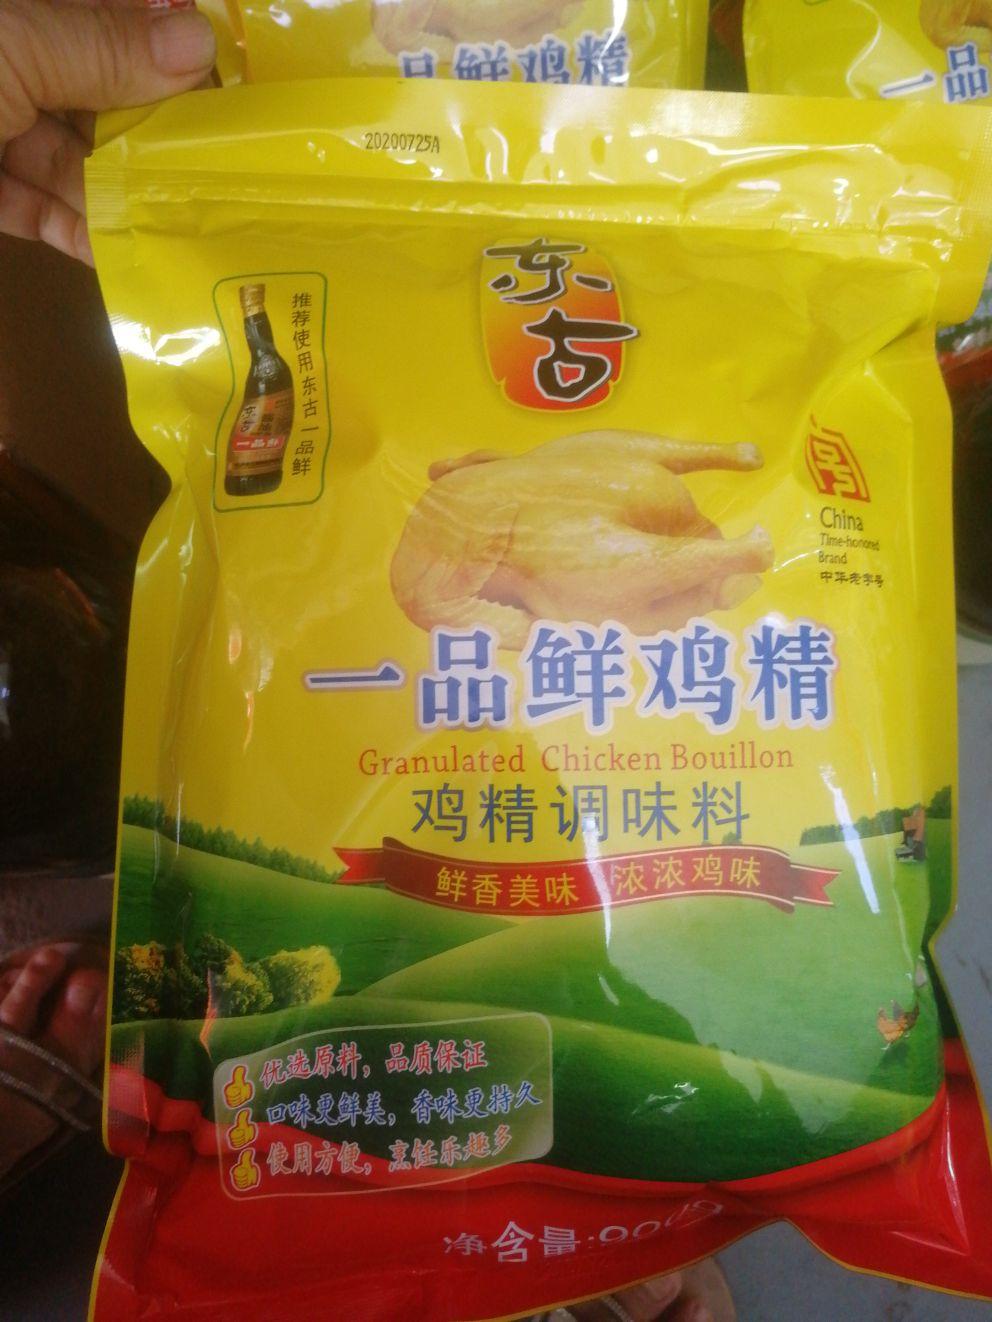 一品鲜鸡精
一品
20200725A
东古
推荐使用东古一品鲜
东古
一品鲜
China
Time-honored
Brand
中华老字号
一品鲜鸡精
Granulated Chicken Bouillon
鸡精调味料
鲜香美味 浓浓鸡味
优选原料，品质保证
口味更鲜美，香味更持久
使用方便，烹饪乐趣多
净含量:900g